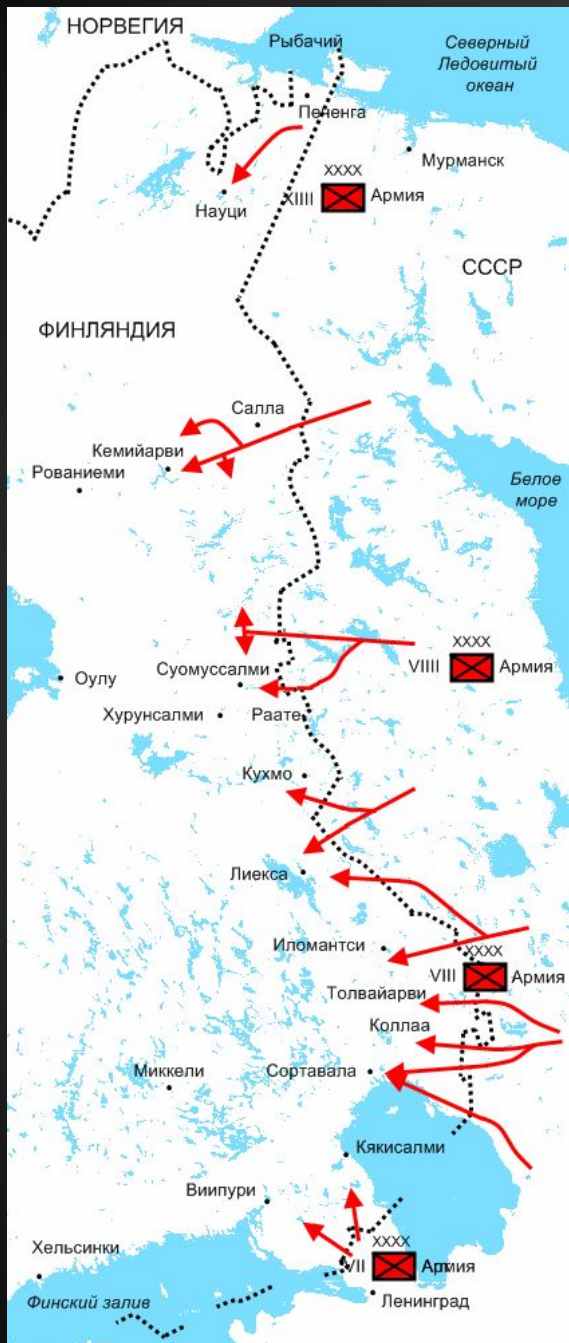 НОРВЕГИЯ
Рыбачий
Северный
Ледовитый
океан
Печенга
Мурманск
XXXX
XIIII Армия
Науци
СССР
ФИНЛЯНДИЯ
Салла
Кемийарви
Рованиеми
Белое
море
XXXX
VIIII Армия
Суомуссалми
Оулу
Хурунсалми
Раате
Кухмо
Лиекса
Иломантси
XXXX
VIII Армия
Толвайарви
Коллаа
Сортавала
Миккели
Кякисалми
Виипури
XXXX
VII Армия
Хельсинки
Финский залив
Ленинград